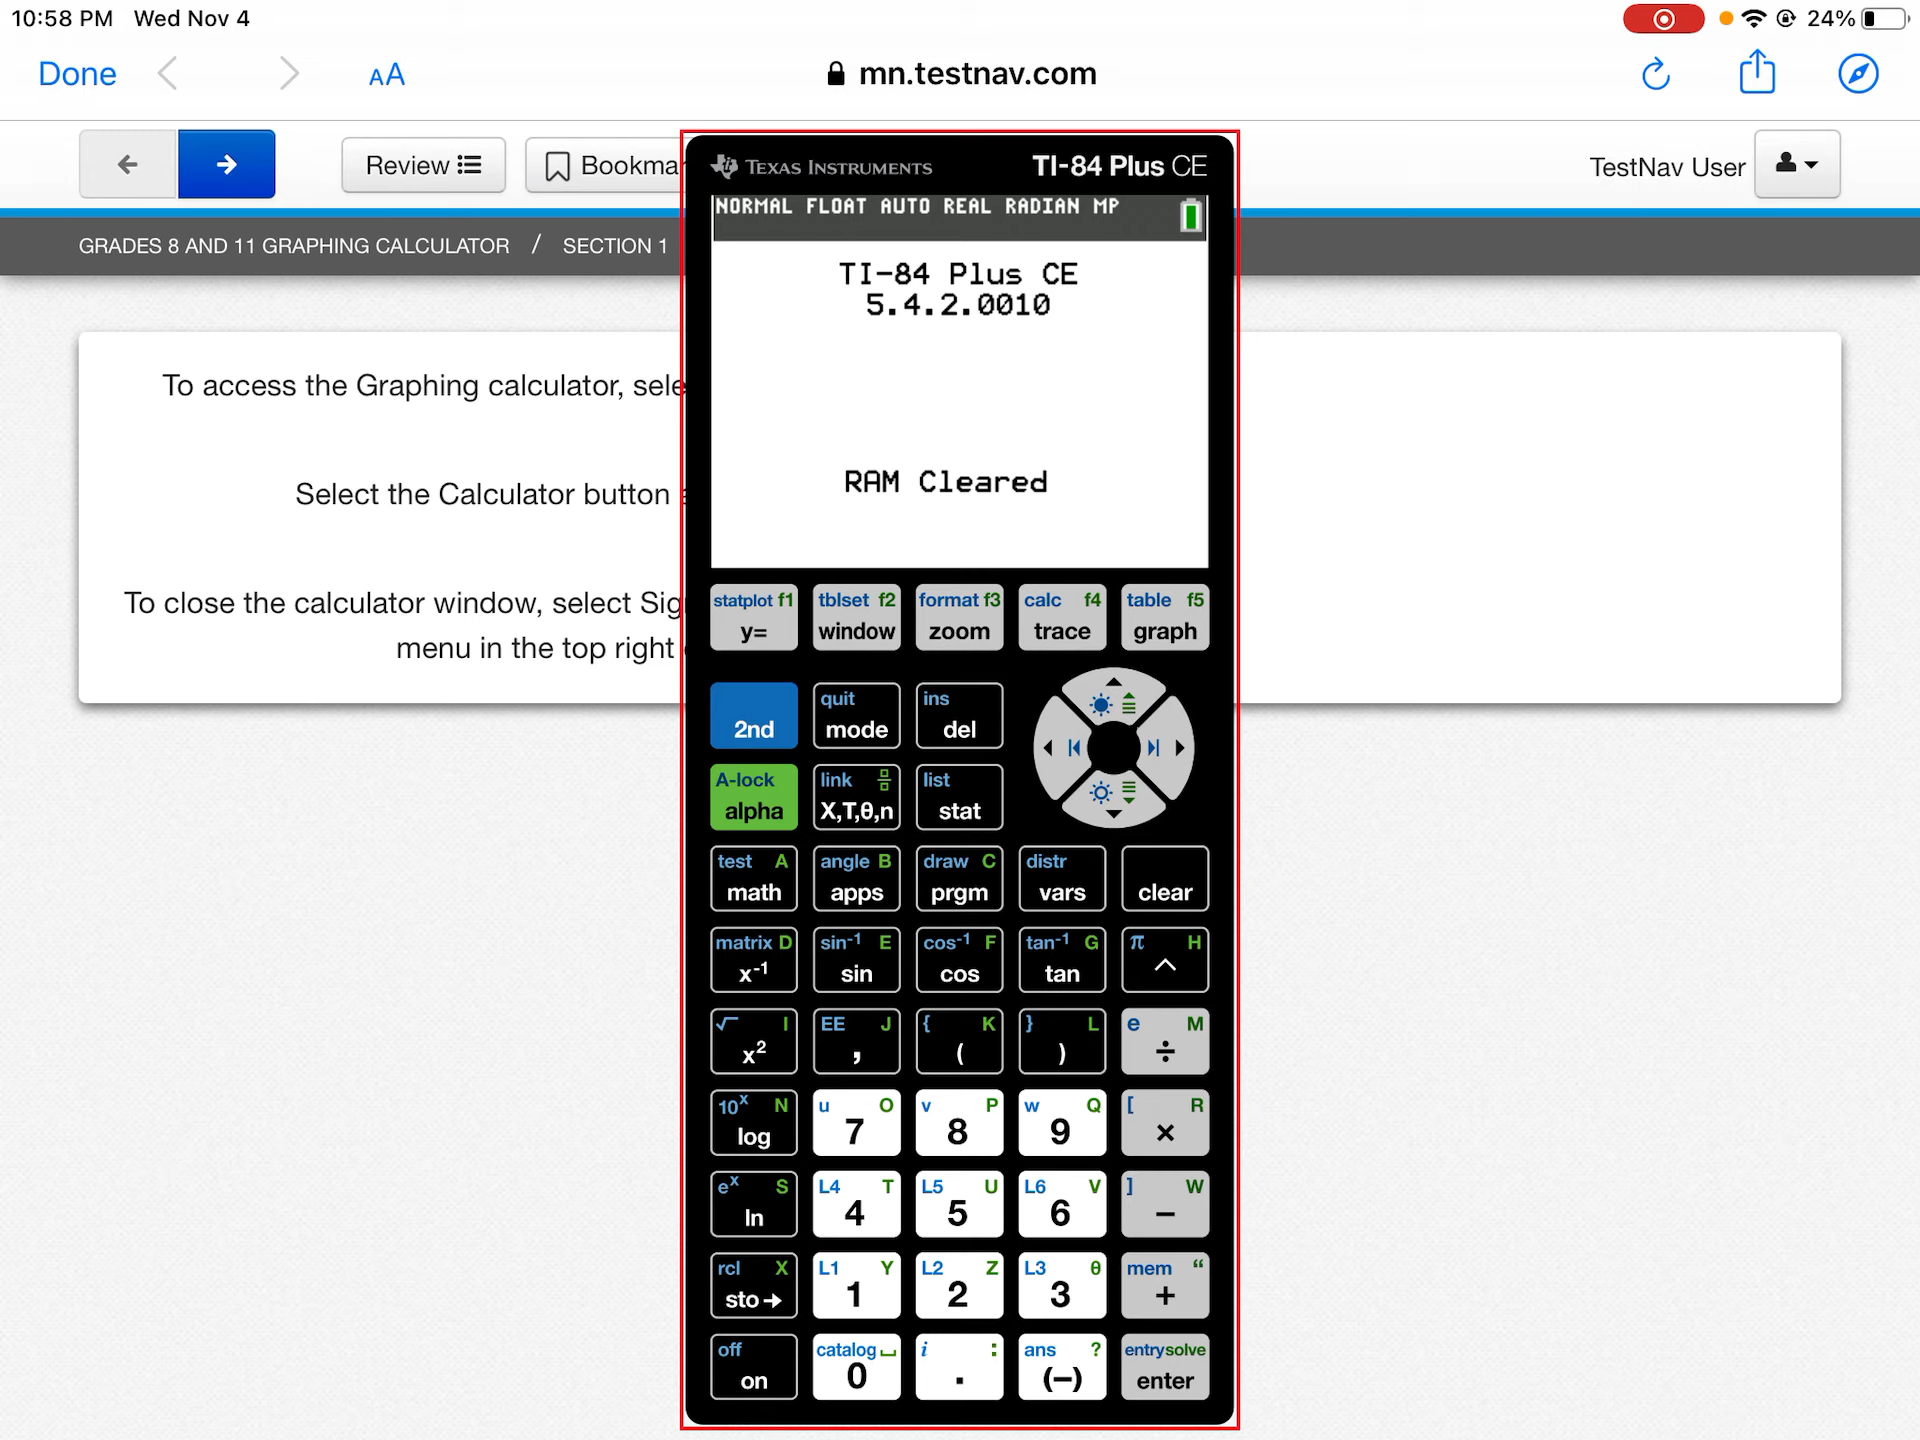 10:58 PM Wed Nov 4
24%
Done
AA
mn.testnav.com
Review
Bookma
TestNav User
GRADES 8 AND 11 GRAPHING CALCULATOR / SECTION 1
To access the Graphing calculator, sele
Select the Calculator button
To close the calculator window, select Sig
menu in the top right
TEXAS INSTRUMENTS TI-84 Plus CE
NORMAL FLOAT AUTO REAL RADIAN MP
TI-84 Plus CE
5.4.2.0010
RAM Cleared
statplot f1 tblset f2 format f3 calc f4 table f5
y= window zoom trace graph
quit ins
2nd mode del
A-lock link list
alpha X,T,θ,n stat
test A angle B draw C distr
math apps prgm vars clear
matrix D sin⁻¹ E cos⁻¹ F tan⁻¹ G π H
x⁻¹ sin cos tan ^
√ I EE J { K } L e M
x² , ( ) ÷
10ˣ N u O v P w Q [ R
log 7 8 9 ×
eˣ S L4 T L5 U L6 V ] W
ln 4 5 6 −
rcl X L1 Y L2 Z L3 θ mem “
sto→ 1 2 3 +
off catalog ⎵ i : ans ? entry solve
on 0 . (−) enter